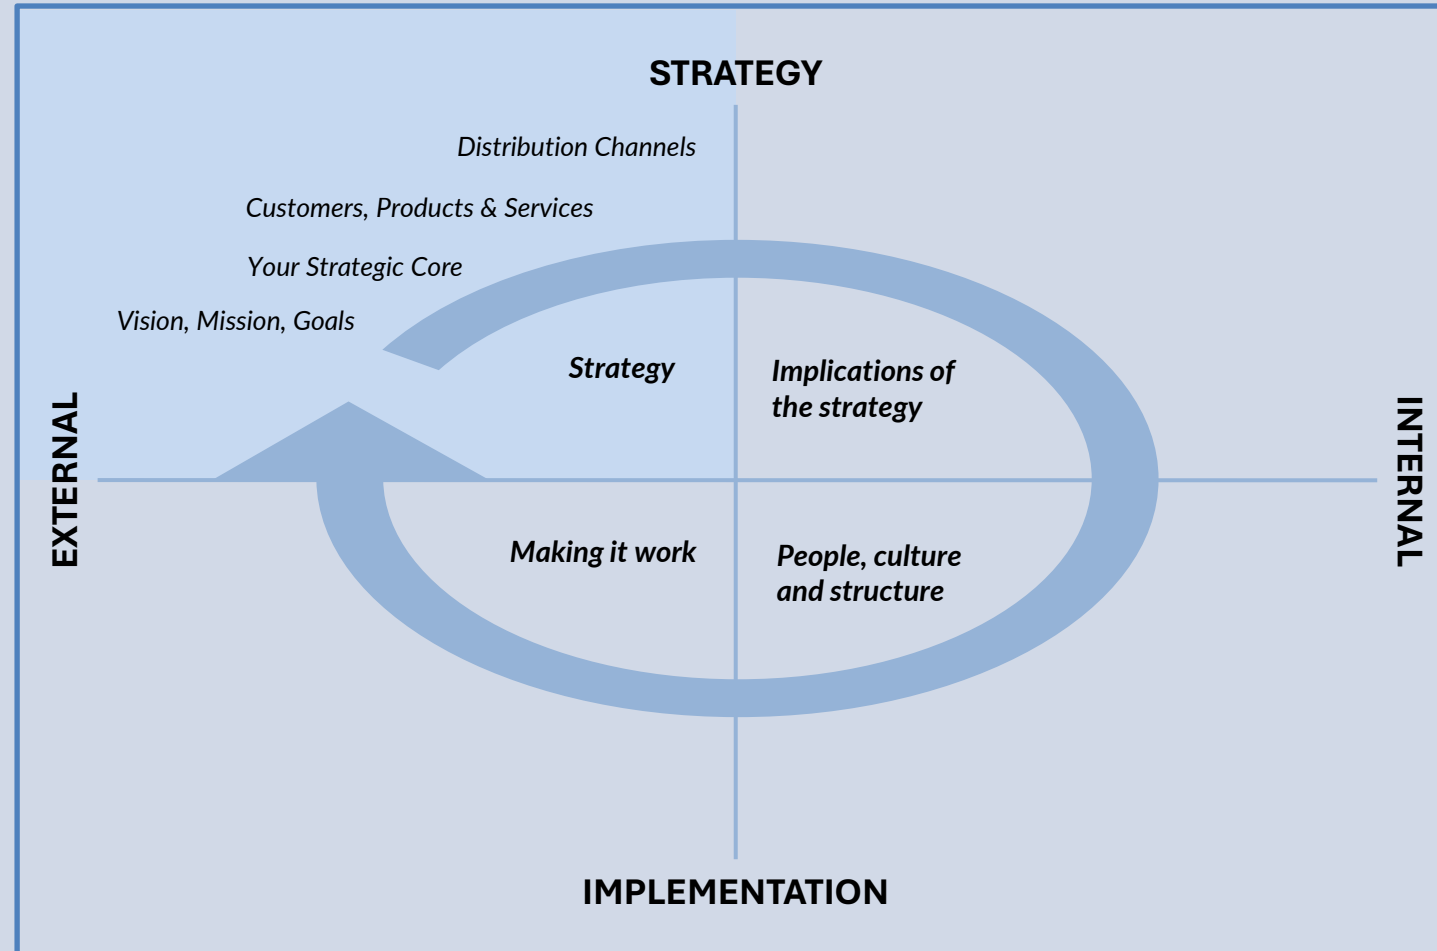 STRATEGY
Distribution Channels
Customers, Products & Services
Your Strategic Core
Vision, Mission, Goals
Strategy
Implications of
the strategy
EXTERNAL
INTERNAL
Making it work
People, culture
and structure
IMPLEMENTATION